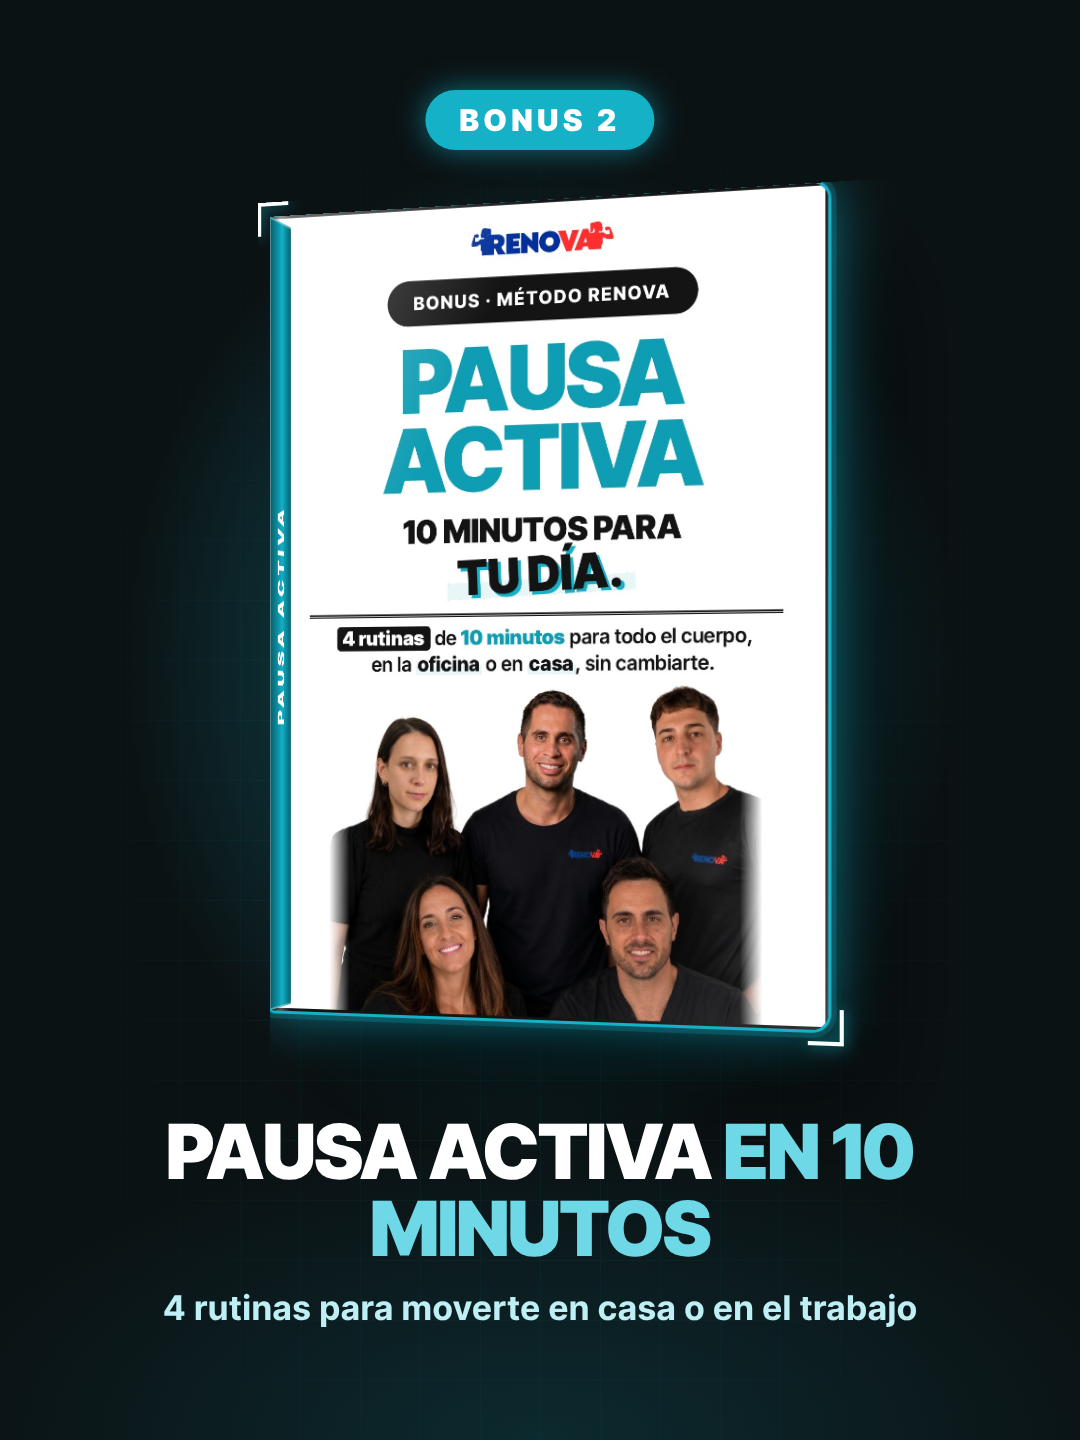 BONUS 2
RENOVA
BONUS · MÉTODO RENOVA
PAUSA
ACTIVA
10 MINUTOS PARA
TU DÍA.
4 rutinas de 10 minutos para todo el cuerpo,
en la oficina o en casa, sin cambiarte.
PAUSA ACTIVA
RENOVA
RENOVA
PAUSA ACTIVA EN 10
MINUTOS
4 rutinas para moverte en casa o en el trabajo